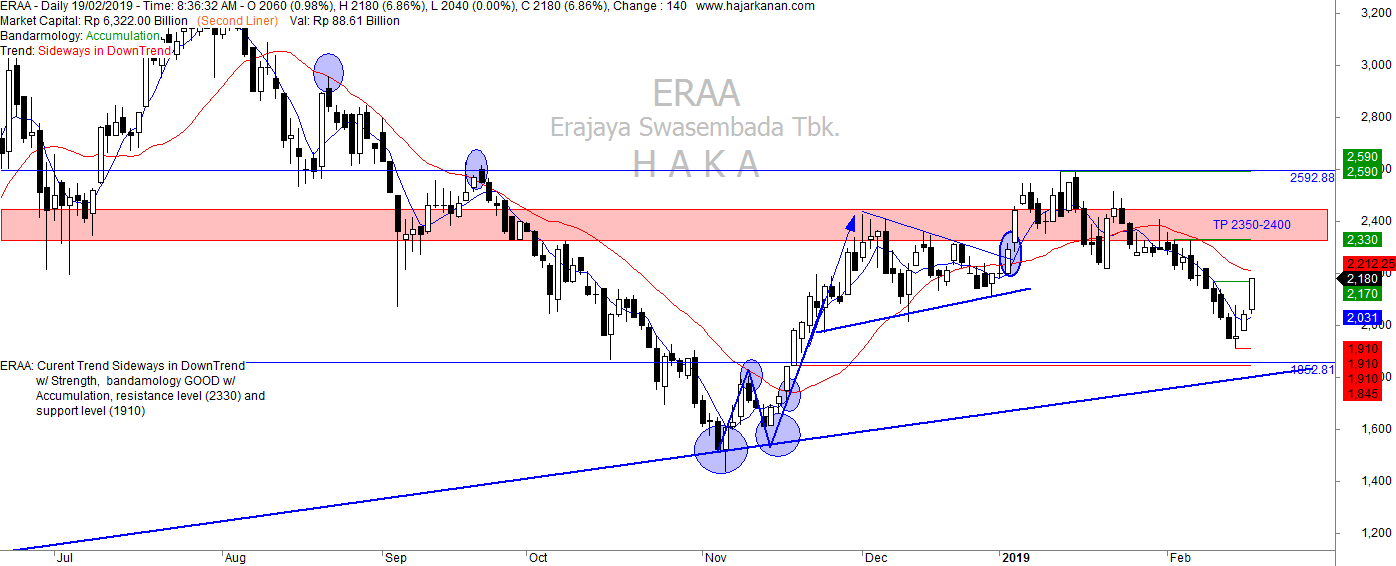 ERAA - Daily 19/02/2019 - Time: 8:36:32 AM - O 2060 (0.98%), H 2180 (6.86%), L 2040 (0.00%), C 2180 (6.86%), Change : 140 www.hajarkanan.com
Market Capital: Rp 6,322.00 Billion (Second Liner) Val: Rp 88.61 Billion
Bandarmology: Accumulation
Trend: Sideways in DownTrend
ERAA
Erajaya Swasembada Tbk.
H A K A
3,200
3,000
2,800
2,590
2,590
2592.88
2,400
TP 2350-2400
2,330
2,212.25
2,180
2,170
2,031
2,000
1,910
1,910
1852.81
1,910
1,845
1,600
1,400
1,200
ERAA: Curent Trend Sideways in DownTrend
w/ Strength, bandamology GOOD w/
Accumulation, resistance level (2330) and
support level (1910)
Jul Aug Sep Oct Nov Dec 2019 Feb